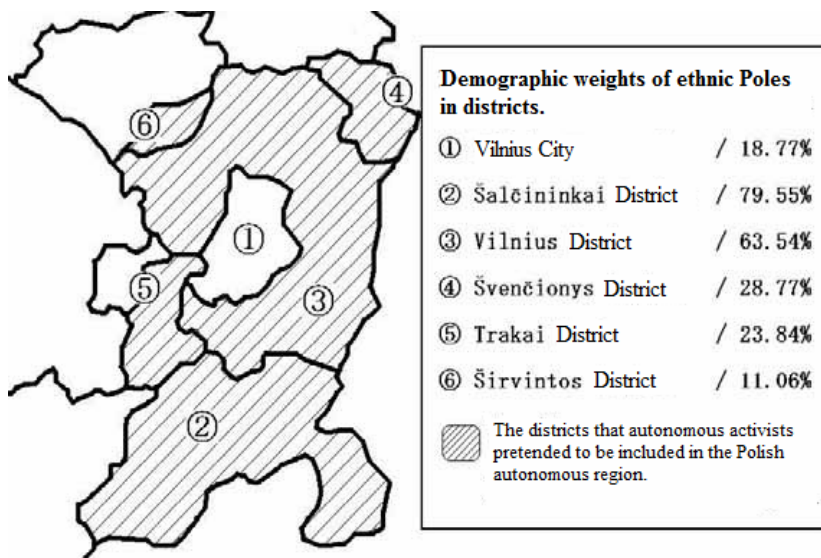 ④
⑥
①
⑤
③
②
Demographic weights of ethnic Poles
in districts.
① Vilnius City / 18.77%
② Šalčininkai District / 79.55%
③ Vilnius District / 63.54%
④ Švenčionys District / 28.77%
⑤ Trakai District / 23.84%
⑥ Širvintos District / 11.06%
The districts that autonomous activists
pretended to be included in the Polish
autonomous region.